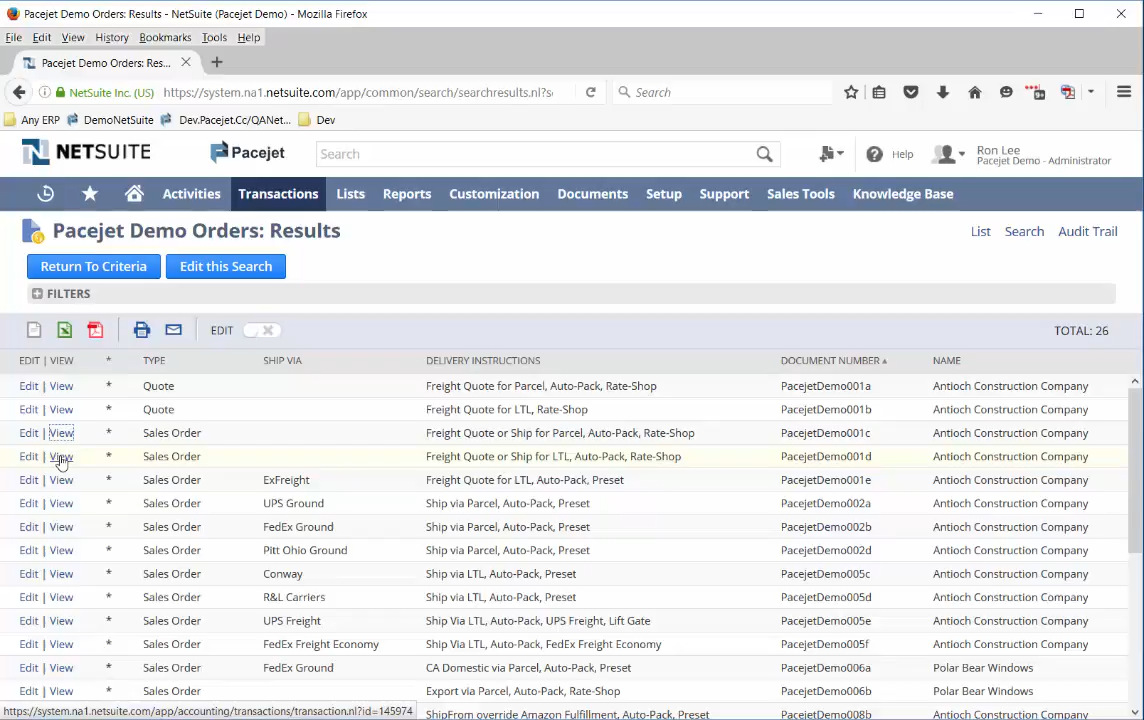 Pacejet Demo Orders: Results - NetSuite (Pacejet Demo) - Mozilla Firefox
File Edit View History Bookmarks Tools Help
Pacejet Demo Orders: Res...
NetSuite Inc. (US) https://system.na1.netsuite.com/app/common/search/searchresults.nl?s Search
Any ERP DemoNetSuite Dev.Pacejet.Cc/QANet... Dev
NETSUITE Pacejet Search Help Ron Lee
Pacejet Demo - Administrator
Activities Transactions Lists Reports Customization Documents Setup Support Sales Tools Knowledge Base
Pacejet Demo Orders: Results List Search Audit Trail
Return To Criteria Edit this Search
FILTERS
EDIT TOTAL: 26
EDIT | VIEW * TYPE SHIP VIA DELIVERY INSTRUCTIONS DOCUMENT NUMBER NAME
Edit | View * Quote Freight Quote for Parcel, Auto-Pack, Rate-Shop PacejetDemo001a Antioch Construction Company
Edit | View * Quote Freight Quote for LTL, Rate-Shop PacejetDemo001b Antioch Construction Company
Edit | View * Sales Order Freight Quote or Ship for Parcel, Auto-Pack, Rate-Shop PacejetDemo001c Antioch Construction Company
Edit | View * Sales Order Freight Quote or Ship for LTL, Auto-Pack, Rate-Shop PacejetDemo001d Antioch Construction Company
Edit | View * Sales Order ExFreight Freight Quote for LTL, Auto-Pack, Preset PacejetDemo001e Antioch Construction Company
Edit | View * Sales Order UPS Ground Ship via Parcel, Auto-Pack, Preset PacejetDemo002a Antioch Construction Company
Edit | View * Sales Order FedEx Ground Ship via Parcel, Auto-Pack, Preset PacejetDemo002b Antioch Construction Company
Edit | View * Sales Order Pitt Ohio Ground Ship via Parcel, Auto-Pack, Preset PacejetDemo002d Antioch Construction Company
Edit | View * Sales Order Conway Ship via LTL, Auto-Pack, Preset PacejetDemo005c Antioch Construction Company
Edit | View * Sales Order R&L Carriers Ship via LTL, Auto-Pack, Preset PacejetDemo005d Antioch Construction Company
Edit | View * Sales Order UPS Freight Ship Via LTL, Auto-Pack, UPS Freight, Lift Gate PacejetDemo005e Antioch Construction Company
Edit | View * Sales Order FedEx Freight Economy Ship Via LTL, Auto-Pack, FedEx Freight Economy PacejetDemo005f Antioch Construction Company
Edit | View * Sales Order FedEx Ground CA Domestic via Parcel, Auto-Pack, Preset PacejetDemo006a Polar Bear Windows
Edit | View * Sales Order Export via Parcel, Auto-Pack, Rate-Shop PacejetDemo006b Polar Bear Windows
https://system.na1.netsuite.com/app/accounting/transactions/transaction.nl?id=145974 ShipFrom override Amazon Fulfillment, Auto-Pack, Preset PacejetDemo008b Antioch Construction Company